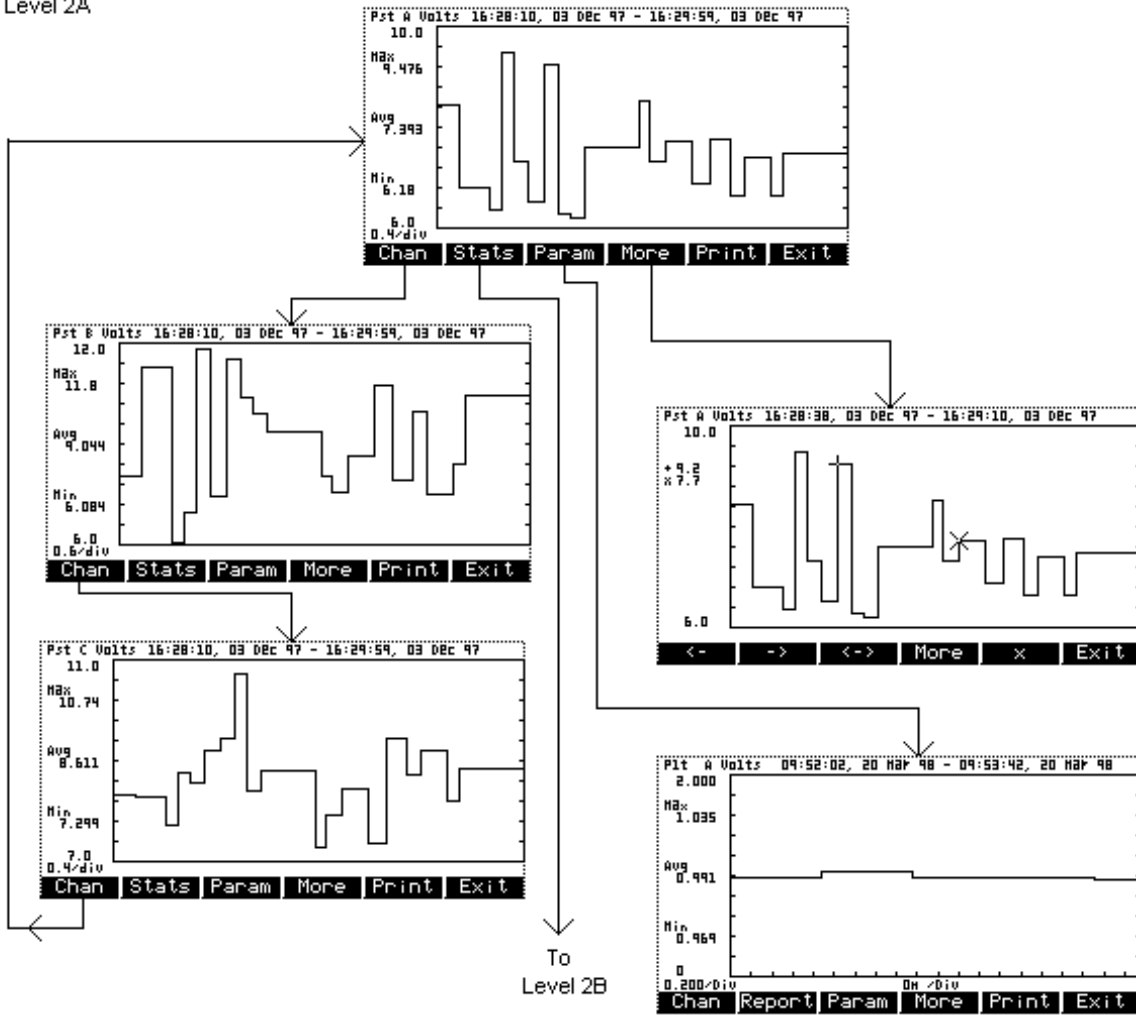 Level 2A
Pst A Volts 16:28:10, 03 Dec 97 - 16:29:59, 03 Dec 97
10.0
Max
9.476
Avg
7.393
Min
6.18
6.0
0.4/div
Chan Stats Param More Print Exit
Pst B Volts 16:28:10, 03 Dec 97 - 16:29:59, 03 Dec 97
12.0
Max
11.8
Avg
9.044
Min
6.084
6.0
0.6/div
Chan Stats Param More Print Exit
Pst A Volts 16:28:38, 03 Dec 97 - 16:29:10, 03 Dec 97
10.0
+ 9.2
x 7.7
6.0
<- -> <-> More x Exit
Pst C Volts 16:28:10, 03 Dec 97 - 16:29:59, 03 Dec 97
11.0
Max
10.74
Avg
8.611
Min
7.299
7.0
0.4/div
Chan Stats Param More Print Exit
Plt A Volts 09:52:02, 20 Mar 98 - 09:53:42, 20 Mar 98
2.000
Max
1.035
Avg
0.991
Min
0.969
0
0.200/Div 0M /Div
Chan Report Param More Print Exit
To
Level 2B